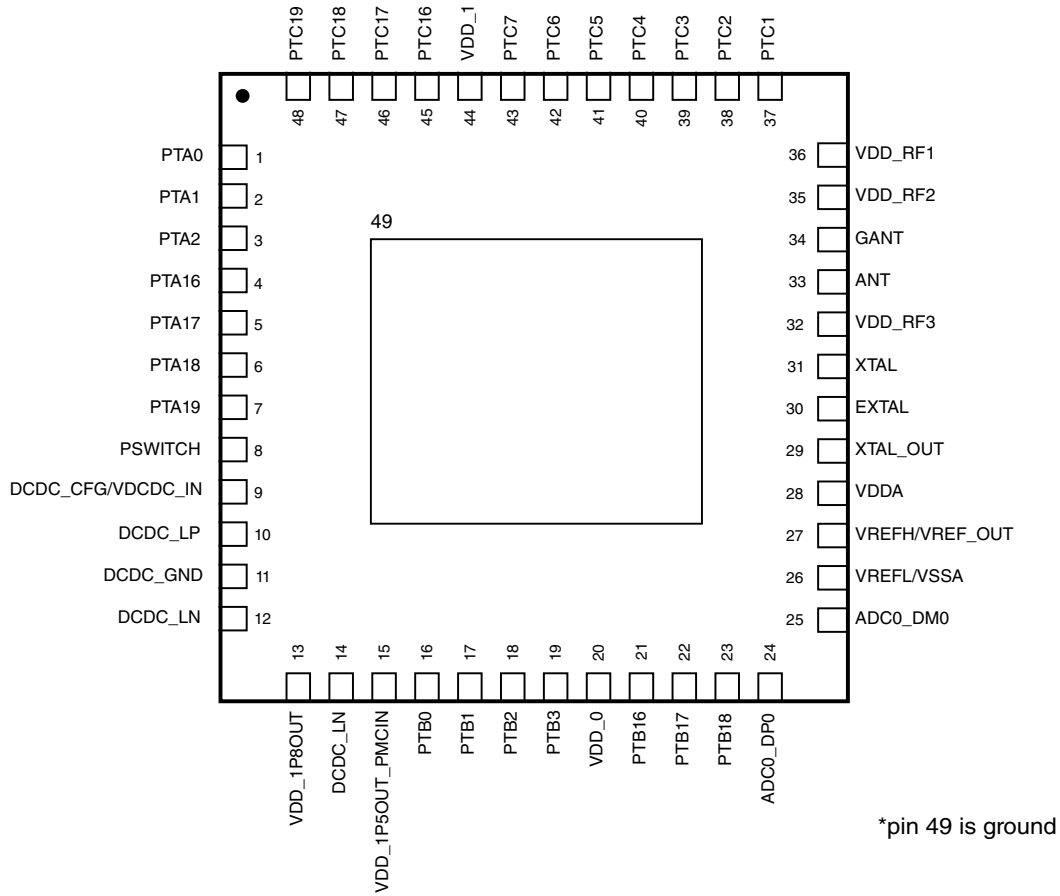 PTC19 PTC18 PTC17 PTC16 VDD_1 PTC7 PTC6 PTC5 PTC4 PTC3 PTC2 PTC1
48 47 46 45 44 43 42 41 40 39 38 37
PTA0 1 36 VDD_RF1
PTA1 2 35 VDD_RF2
49
PTA2 3 34 GANT
PTA16 4 33 ANT
PTA17 5 32 VDD_RF3
PTA18 6 31 XTAL
PTA19 7 30 EXTAL
PSWITCH 8 29 XTAL_OUT
DCDC_CFG/VDCDC_IN 9 28 VDDA
DCDC_LP 10 27 VREFH/VREF_OUT
DCDC_GND 11 26 VREFL/VSSA
DCDC_LN 12 25 ADC0_DM0
13 14 15 16 17 18 19 20 21 22 23 24
VDD_1P8OUT DCDC_LN VDD_1P5OUT_PMCIN PTB0 PTB1 PTB2 PTB3 VDD_0 PTB16 PTB17 PTB18 ADC0_DP0
*pin 49 is ground